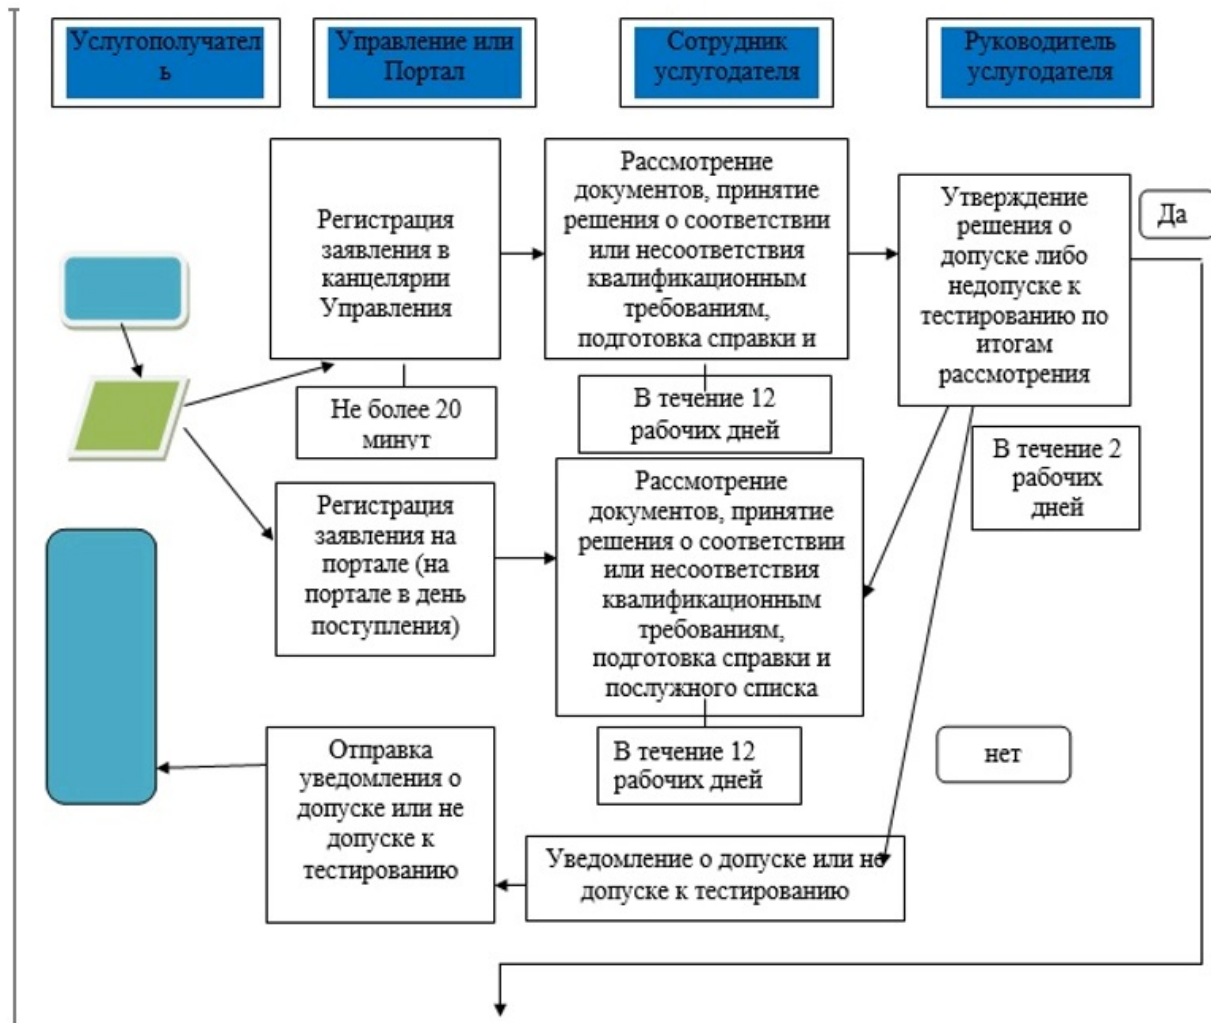 Услугополучател
ь
Управление или
Портал
Сотрудник
услугодателя
Руководитель
услугодателя
Регистрация
заявления в
канцелярии
Управления
Не более 20
минут
Рассмотрение
документов, принятие
решения о соответствии
или несоответствия
квалификационным
требованиям,
подготовка справки и
В течение 12
рабочих дней
Утверждение
решения о
допуске либо
недопуске к
тестированию по
итогам
рассмотрения
Да
В течение 2
рабочих
дней
Регистрация
заявления на
портале (на
портале в день
поступления)
Рассмотрение
документов, принятие
решения о соответствии
или несоответствия
квалификационным
требованиям,
подготовка справки и
послужного списка
В течение 12
рабочих дней
нет
Отправка
уведомления о
допуске или не
допуске к
тестированию
Уведомление о допуске или не
допуске к тестированию